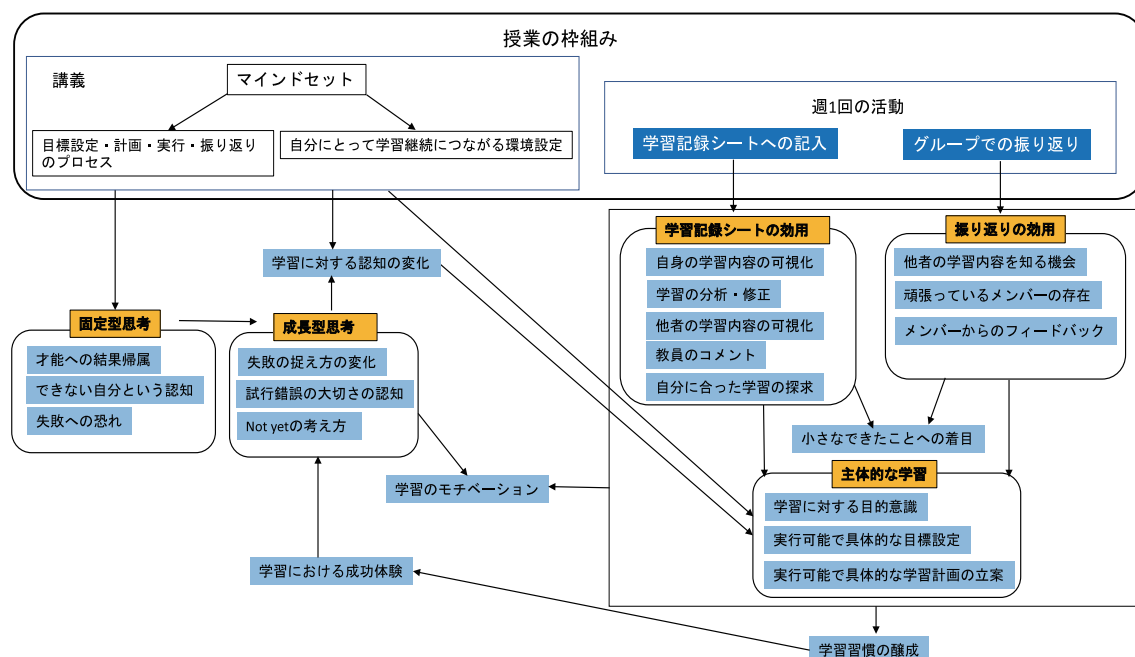 授業の枠組み
講義
マインドセット
目標設定・計画・実行・振り返り
のプロセス
自分にとって学習継続につながる環境設定
週1回の活動
学習記録シートへの記入
グループでの振り返り
学習に対する認知の変化
固定型思考
才能への結果帰属
できない自分という認知
失敗への恐れ
成長型思考
失敗の捉え方の変化
試行錯誤の大切さの認知
Not yetの考え方
学習のモチベーション
学習における成功体験
学習記録シートの効用
自身の学習内容の可視化
学習の分析・修正
他者の学習内容の可視化
教員のコメント
自分に合った学習の探求
振り返りの効用
他者の学習内容を知る機会
頑張っているメンバーの存在
メンバーからのフィードバック
小さなできたことへの着目
主体的な学習
学習に対する目的意識
実行可能で具体的な目標設定
実行可能で具体的な学習計画の立案
学習習慣の醸成